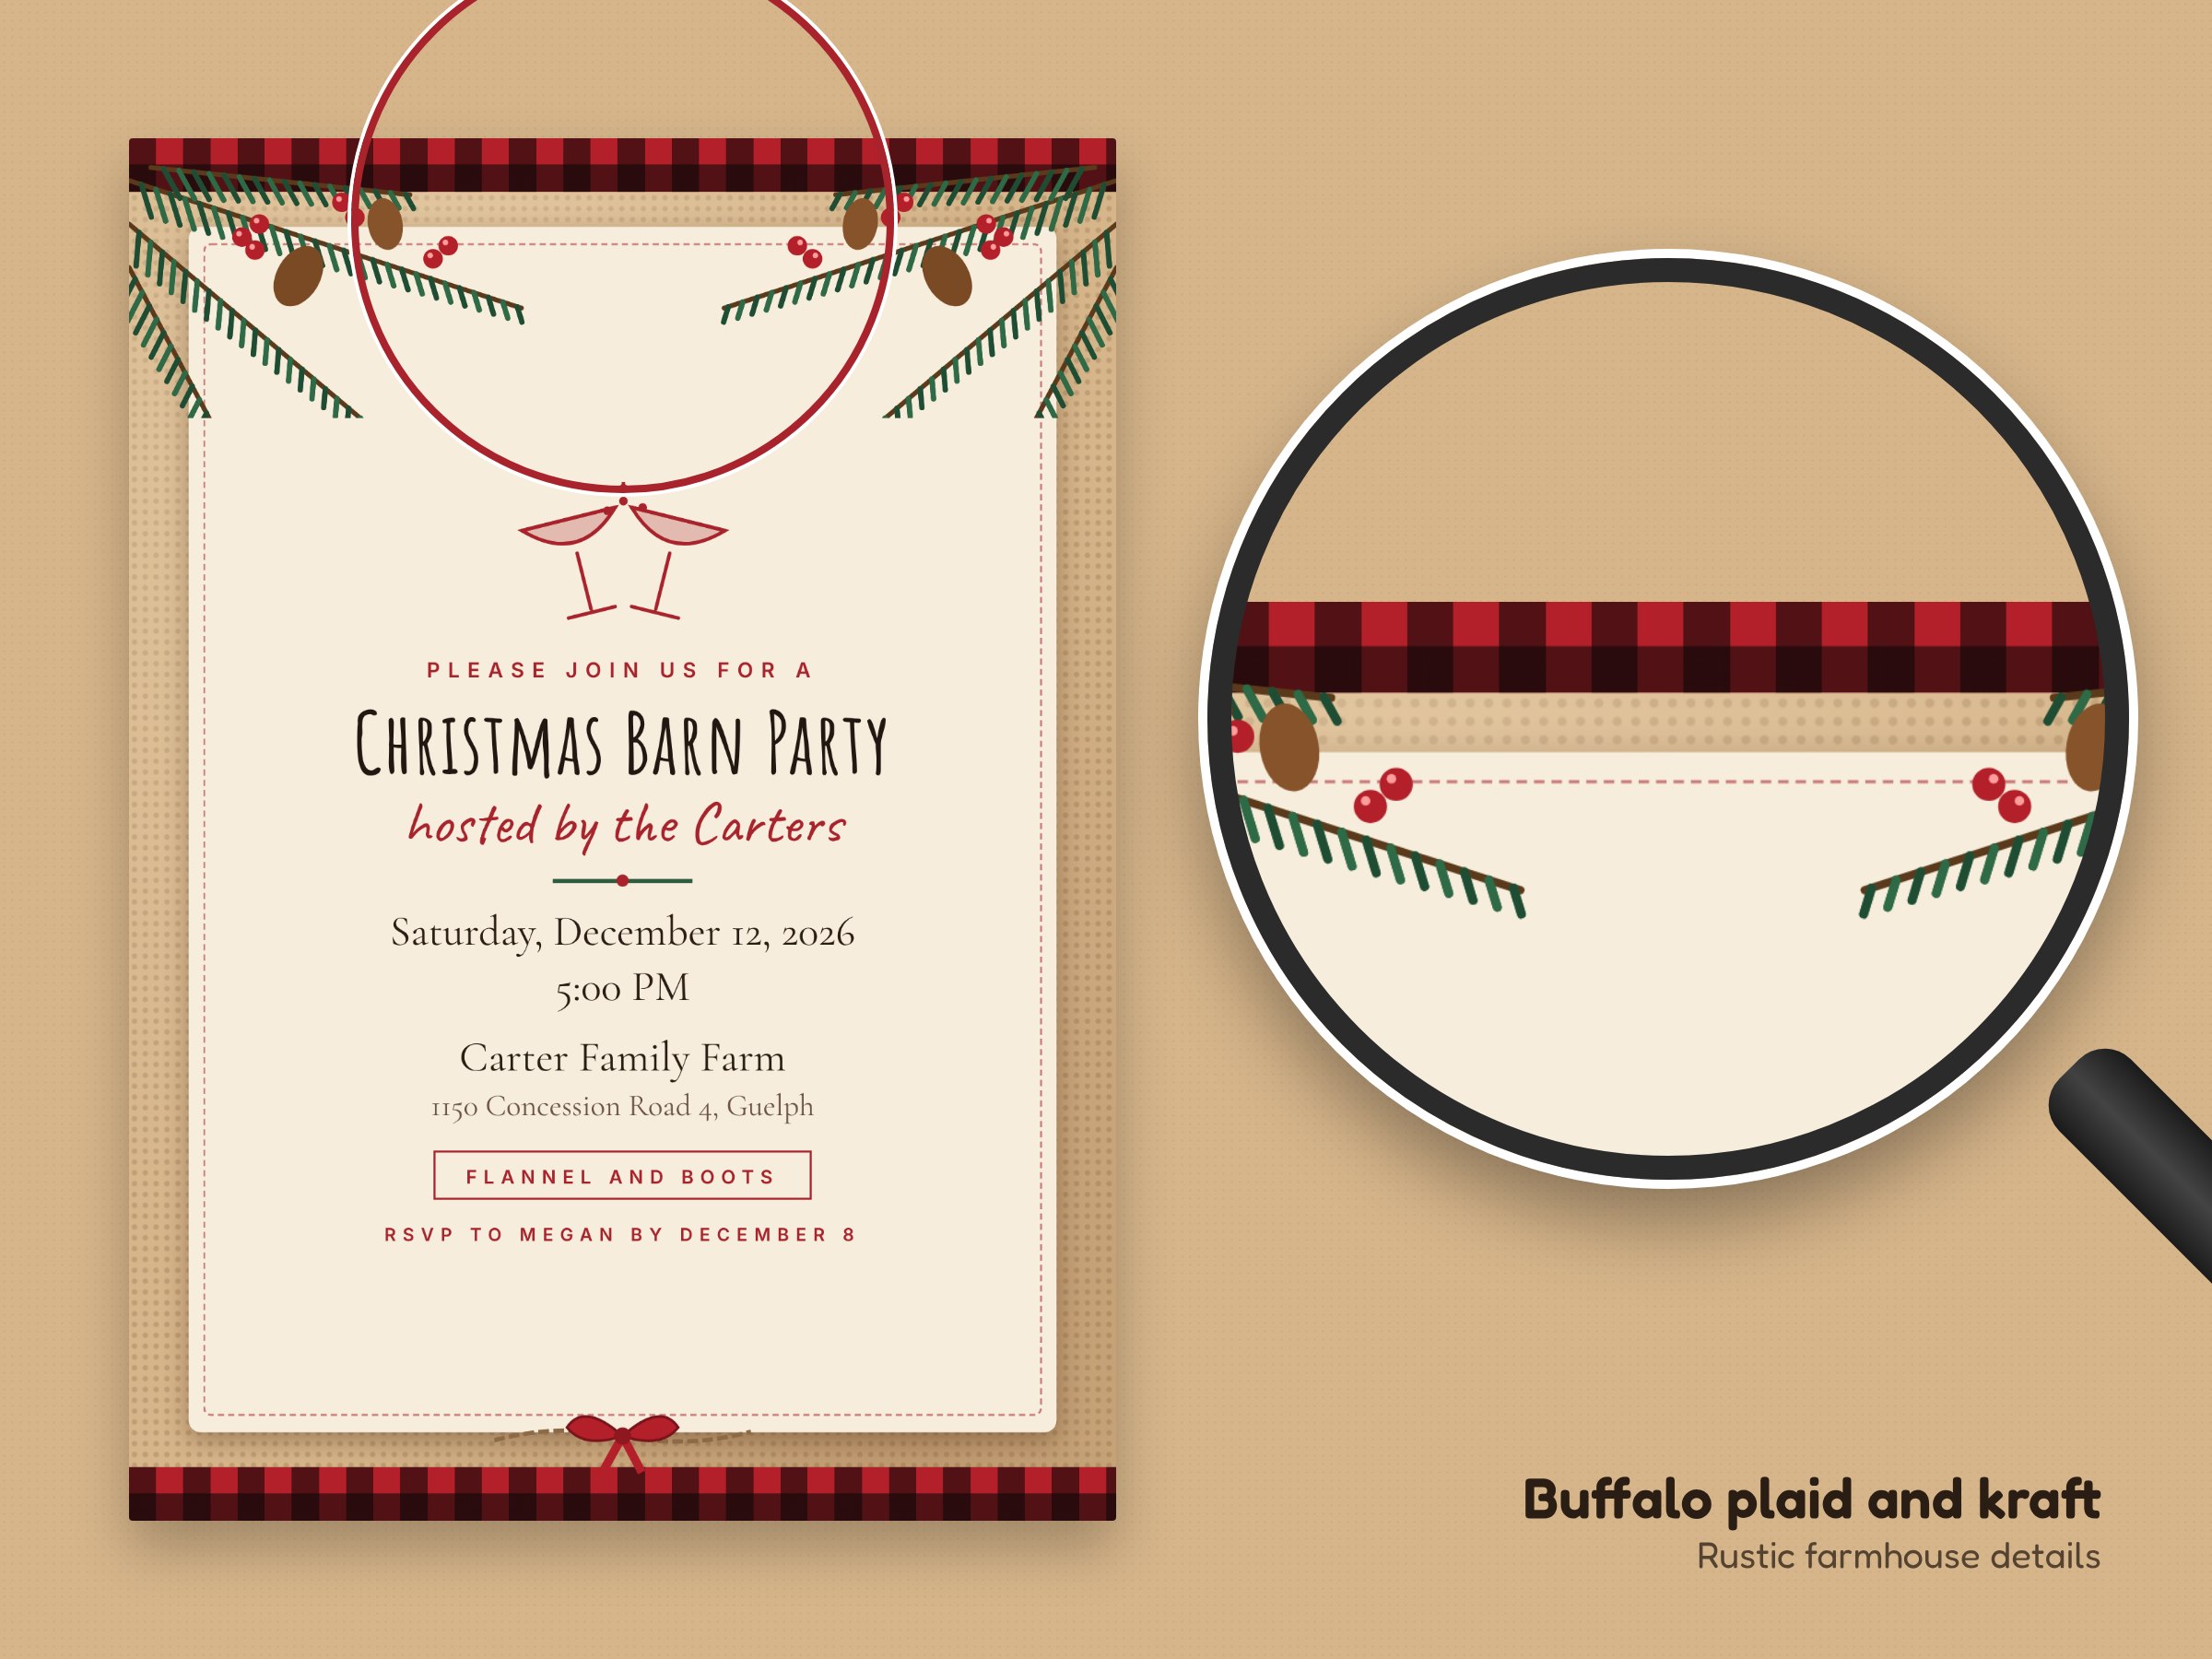 PLEASE JOIN US FOR A
Christmas Barn Party
hosted by the Carters
Saturday, December 12, 2026
5:00 PM
Carter Family Farm
1150 Concession Road 4, Guelph
FLANNEL AND BOOTS
RSVP TO MEGAN BY DECEMBER 8
Buffalo plaid and kraft
Rustic farmhouse details